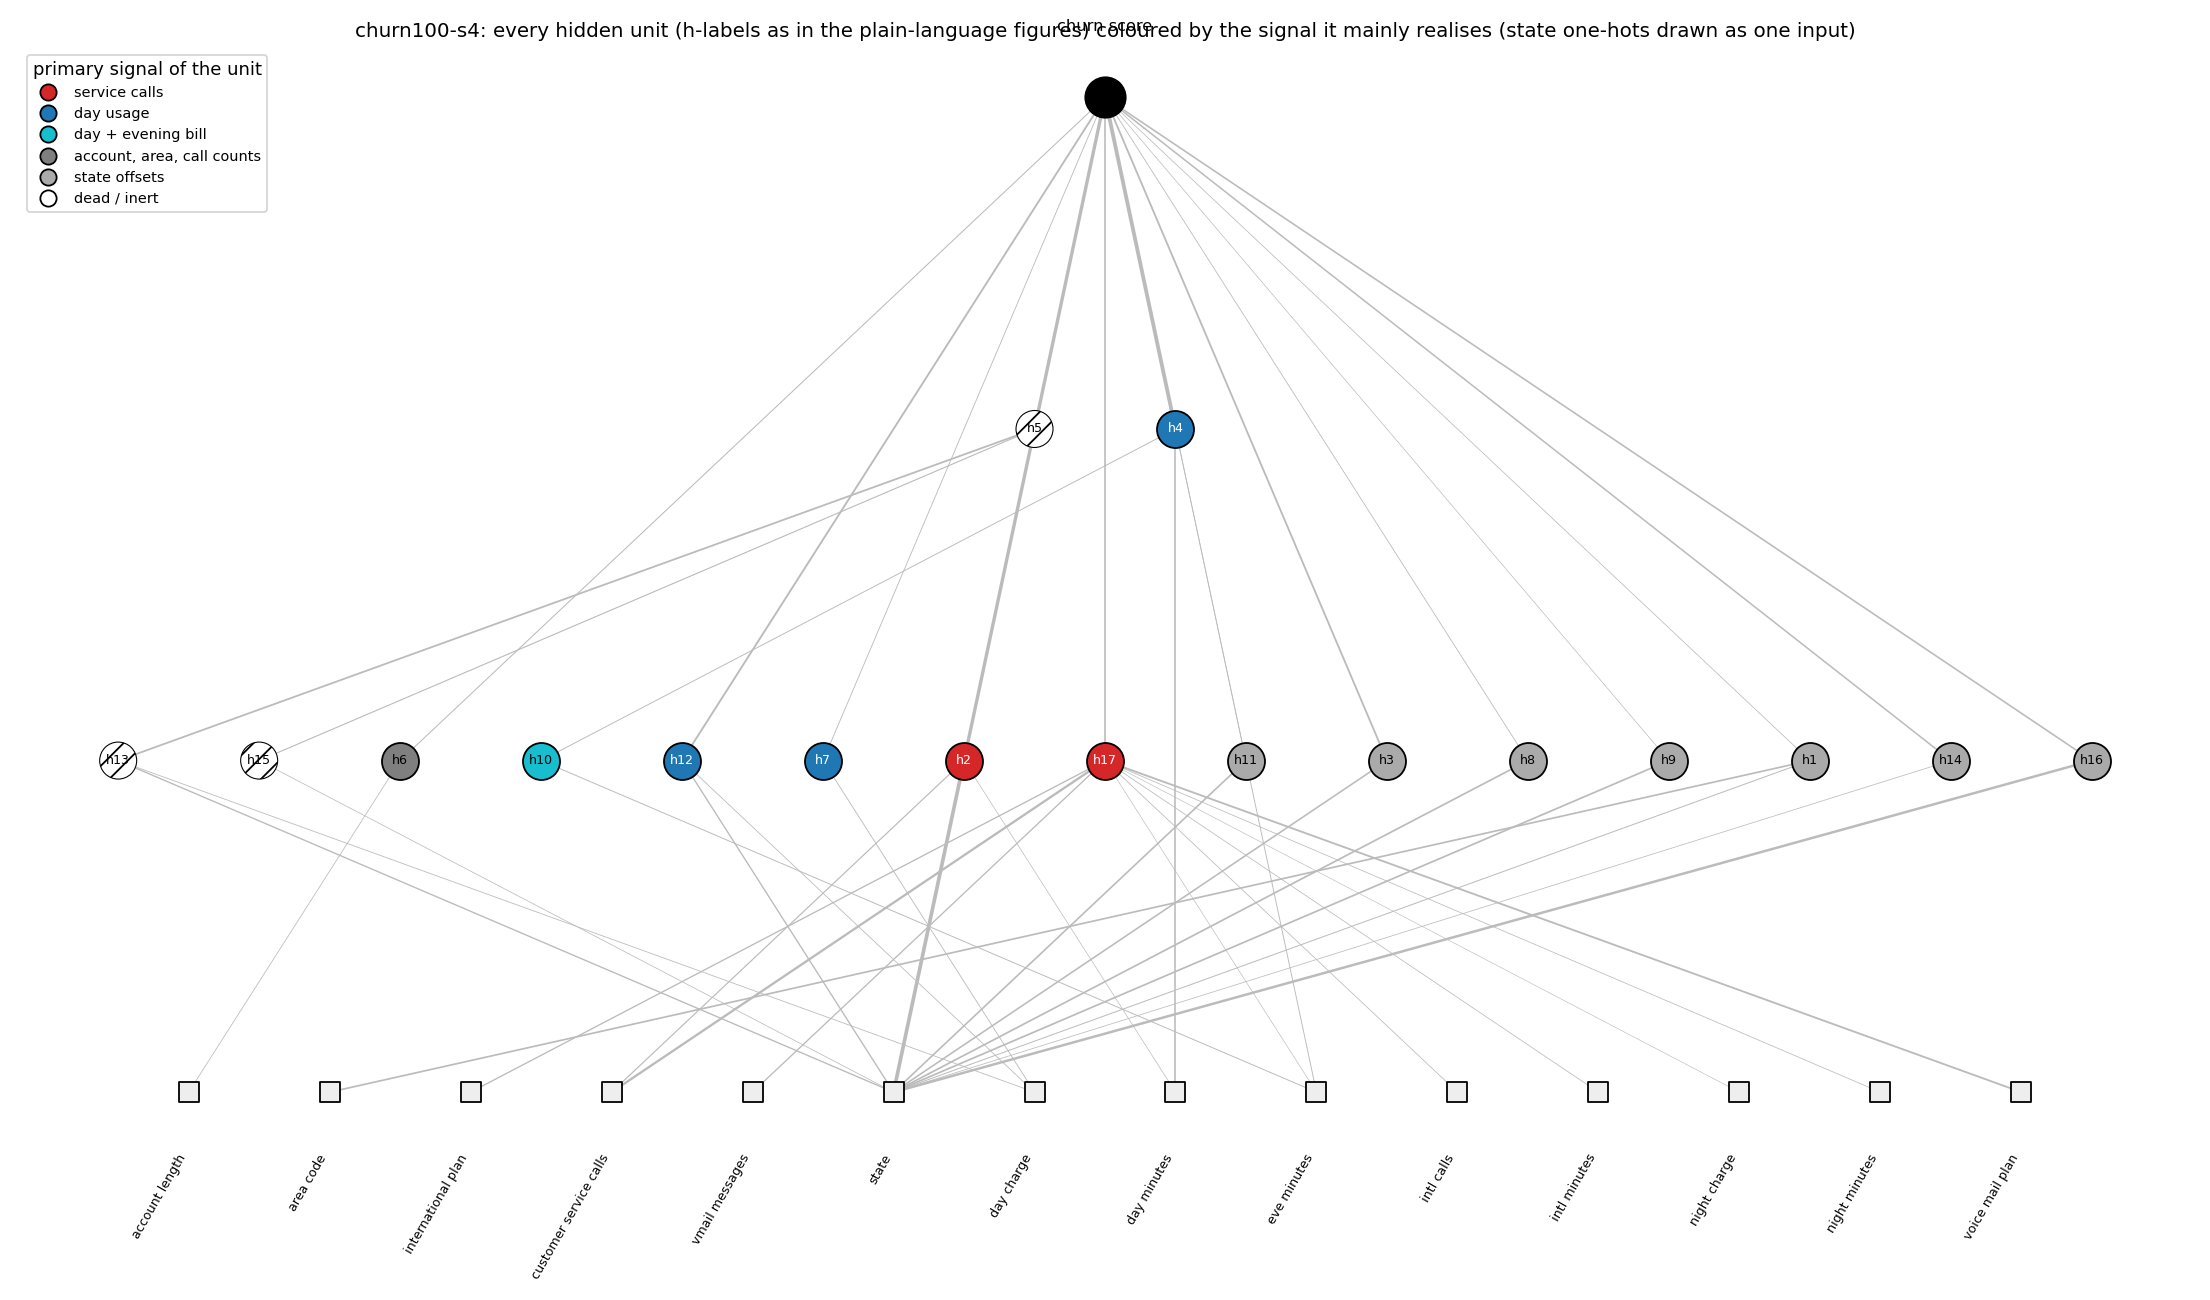 churn score
churn100-s4: every hidden unit (h-labels as in the plain-language figures) coloured by the signal it mainly realises (state one-hots drawn as one input)
primary signal of the unit
service calls
day usage
day + evening bill
account, area, call counts
state offsets
dead / inert
h5
h4
h13
h15
h6
h10
h12
h7
h2
h17
h11
h3
h8
h9
h1
h14
h16
account length
area code
international plan
customer service calls
vmail messages
state
day charge
day minutes
eve minutes
intl calls
intl minutes
night charge
night minutes
voice mail plan